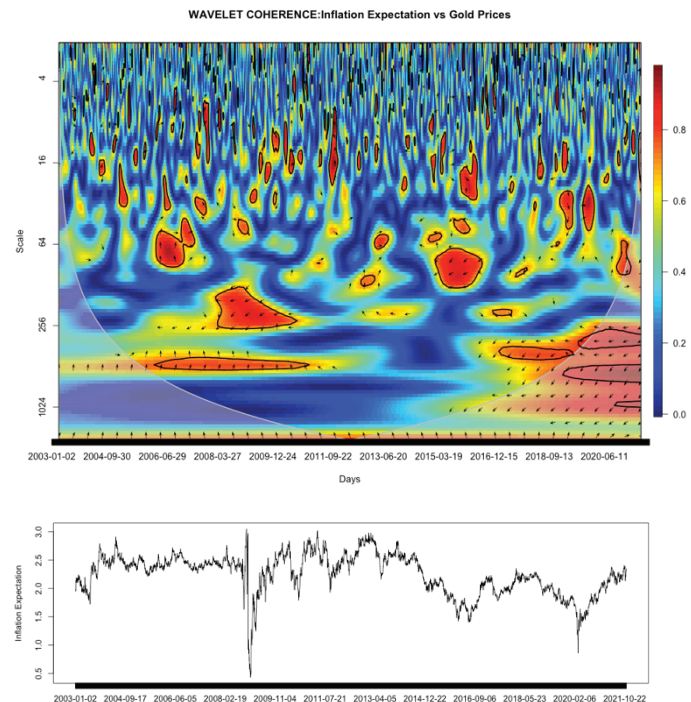 WAVELET COHERENCE:Inflation Expectation vs Gold Prices
4
16
64
256
1024
Scale
0.8
0.6
0.4
0.2
0.0
2003-01-02 2004-09-30 2006-06-29 2008-03-27 2009-12-24 2011-09-22 2013-06-20 2015-03-19 2016-12-15 2018-09-13 2020-06-11
Days
3.0
2.5
2.0
1.5
1.0
0.5
Inflation Expectation
2003-01-02 2004-09-17 2006-06-05 2008-02-19 2009-11-04 2011-07-21 2013-04-05 2014-12-22 2016-09-06 2018-05-23 2020-02-06 2021-10-22